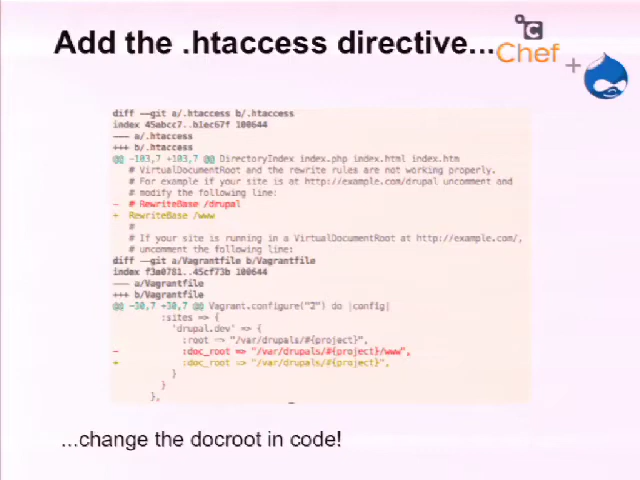 Add the .htaccess directive...
Chef
+
diff --git a/.htaccess b/.htaccess
index 45abcc7..b1ec67f 100644
--- a/.htaccess
+++ b/.htaccess
@@ -103,7 +103,7 @@ DirectoryIndex index.php index.html index.htm
# VirtualDocumentRoot and the rewrite rules are not working properly.
# For example if your site is at http://example.com/drupal uncomment and
# modify the following line:
- # RewriteBase /drupal
+ RewriteBase /www
#
# If your site is running in a VirtualDocumentRoot at http://example.com/,
# uncomment the following line:
diff --git a/Vagrantfile b/Vagrantfile
index f3a0781..45cf73b 100644
--- a/Vagrantfile
+++ b/Vagrantfile
@@ -30,7 +30,7 @@ Vagrant.configure("2") do |config|
:sites => {
'drupal.dev' => {
:root => "/var/drupals/#{project}",
- :doc_root => "/var/drupals/#{project}/www",
+ :doc_root => "/var/drupals/#{project}",
}
}
},
...change the docroot in code!